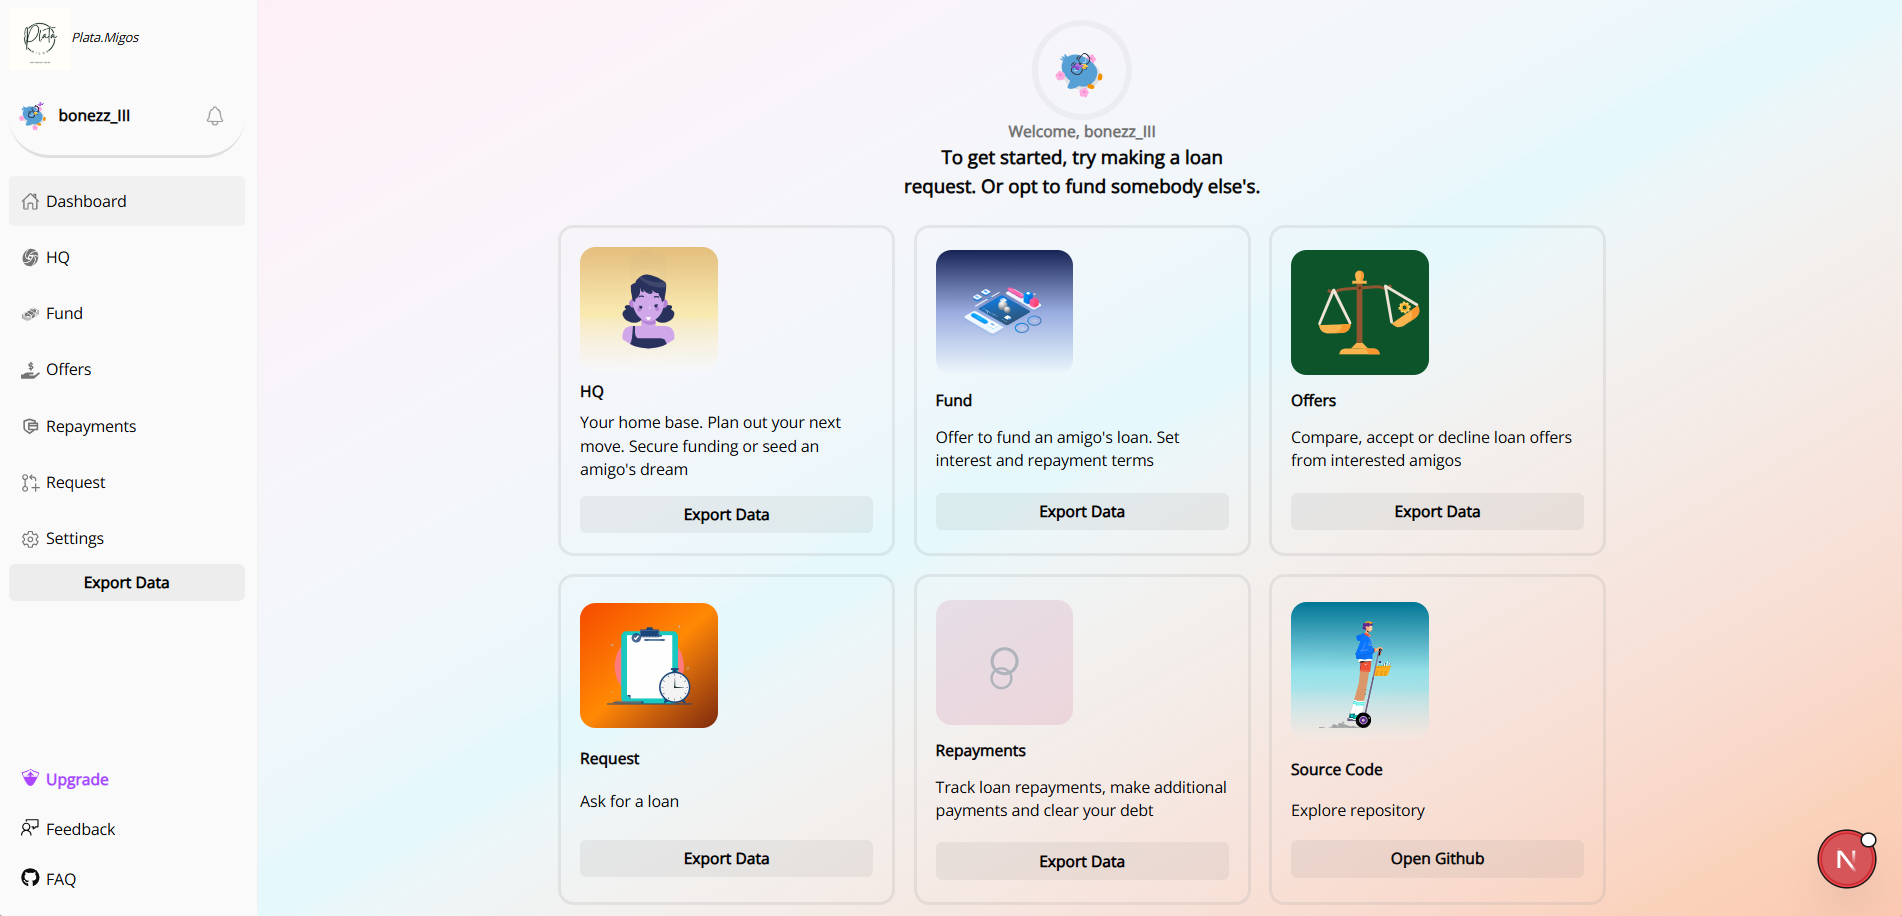 Plata
Plata.Migos
bonezz_lll
Dashboard
HQ
Fund
Offers
Repayments
Request
Settings
Export Data
Upgrade
Feedback
FAQ
Welcome, bonezz_lll
To get started, try making a loan
request. Or opt to fund somebody else's.
HQ
Your home base. Plan out your next
move. Secure funding or seed an
amigo's dream
Export Data
Fund
Offer to fund an amigo's loan. Set
interest and repayment terms
Export Data
Offers
Compare, accept or decline loan offers
from interested amigos
Export Data
Request
Ask for a loan
Export Data
Repayments
Track loan repayments, make additional
payments and clear your debt
Export Data
Source Code
Explore repository
Open Github
N